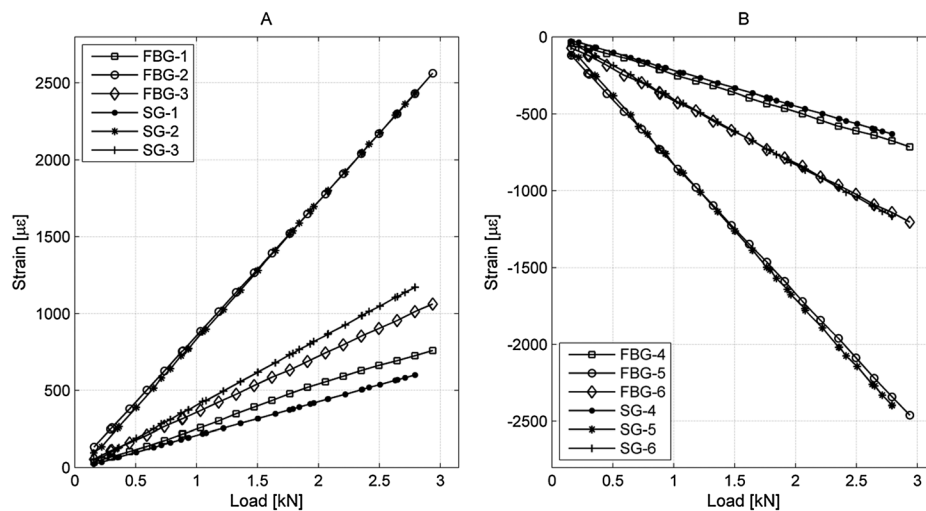 A
2500
2000
1500
1000
500
0
Strain [με]
FBG-1
FBG-2
FBG-3
SG-1
SG-2
SG-3
0 0.5 1 1.5 2 2.5 3
Load [kN]
B
0
-500
-1000
-1500
-2000
-2500
Strain [με]
FBG-4
FBG-5
FBG-6
SG-4
SG-5
SG-6
0 0.5 1 1.5 2 2.5 3
Load [kN]